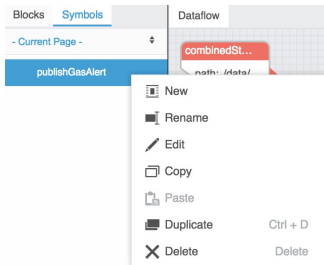 Blocks Symbols Dataflow
- Current Page -
combinedSt...
publishGasAlert
path: /data/
New
Rename
Edit
Copy
Paste
Duplicate Ctrl + D
Delete Delete